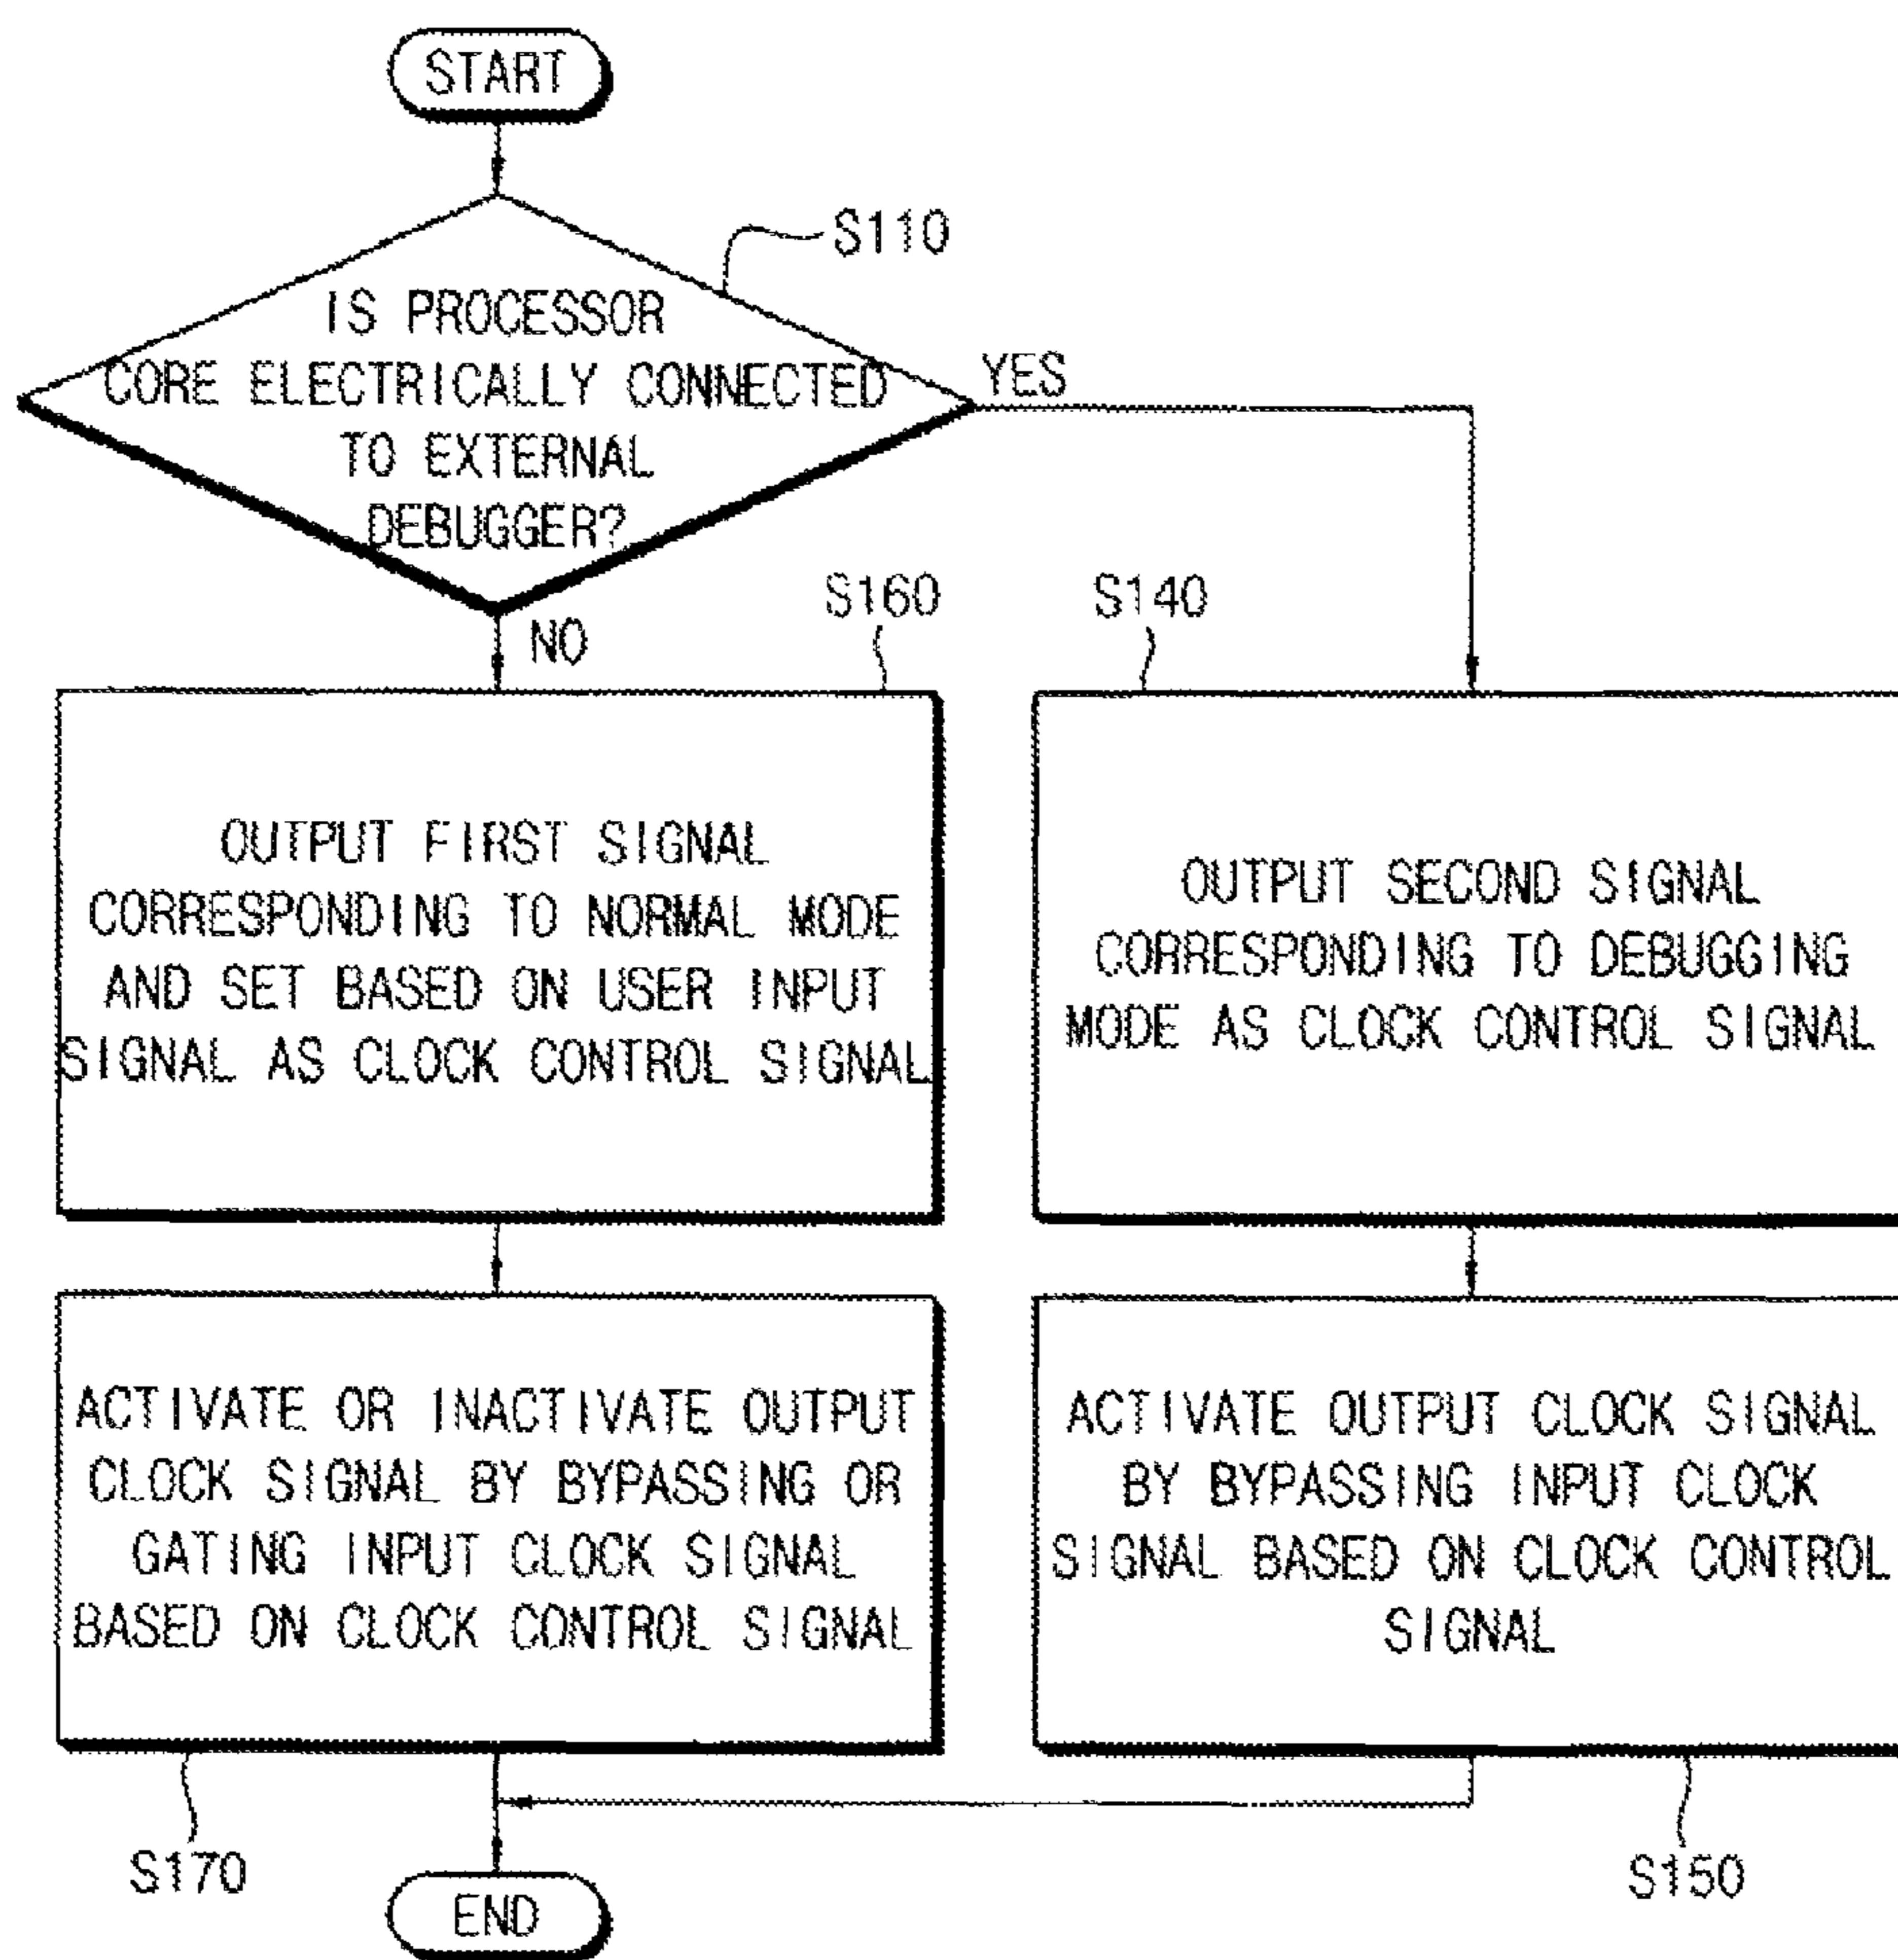 START
S110
IS PROCESSOR
CORE ELECTRICALLY CONNECTED
TO EXTERNAL
DEBUGGER?
YES
NO
S160
S140
OUTPUT FIRST SIGNAL
CORRESPONDING TO NORMAL MODE
AND SET BASED ON USER INPUT
SIGNAL AS CLOCK CONTROL SIGNAL
OUTPUT SECOND SIGNAL
CORRESPONDING TO DEBUGGING
MODE AS CLOCK CONTROL SIGNAL
ACTIVATE OR INACTIVATE OUTPUT
CLOCK SIGNAL BY BYPASSING OR
GATING INPUT CLOCK SIGNAL
BASED ON CLOCK CONTROL SIGNAL
ACTIVATE OUTPUT CLOCK SIGNAL
BY BYPASSING INPUT CLOCK
SIGNAL BASED ON CLOCK CONTROL
SIGNAL
S170
S150
END